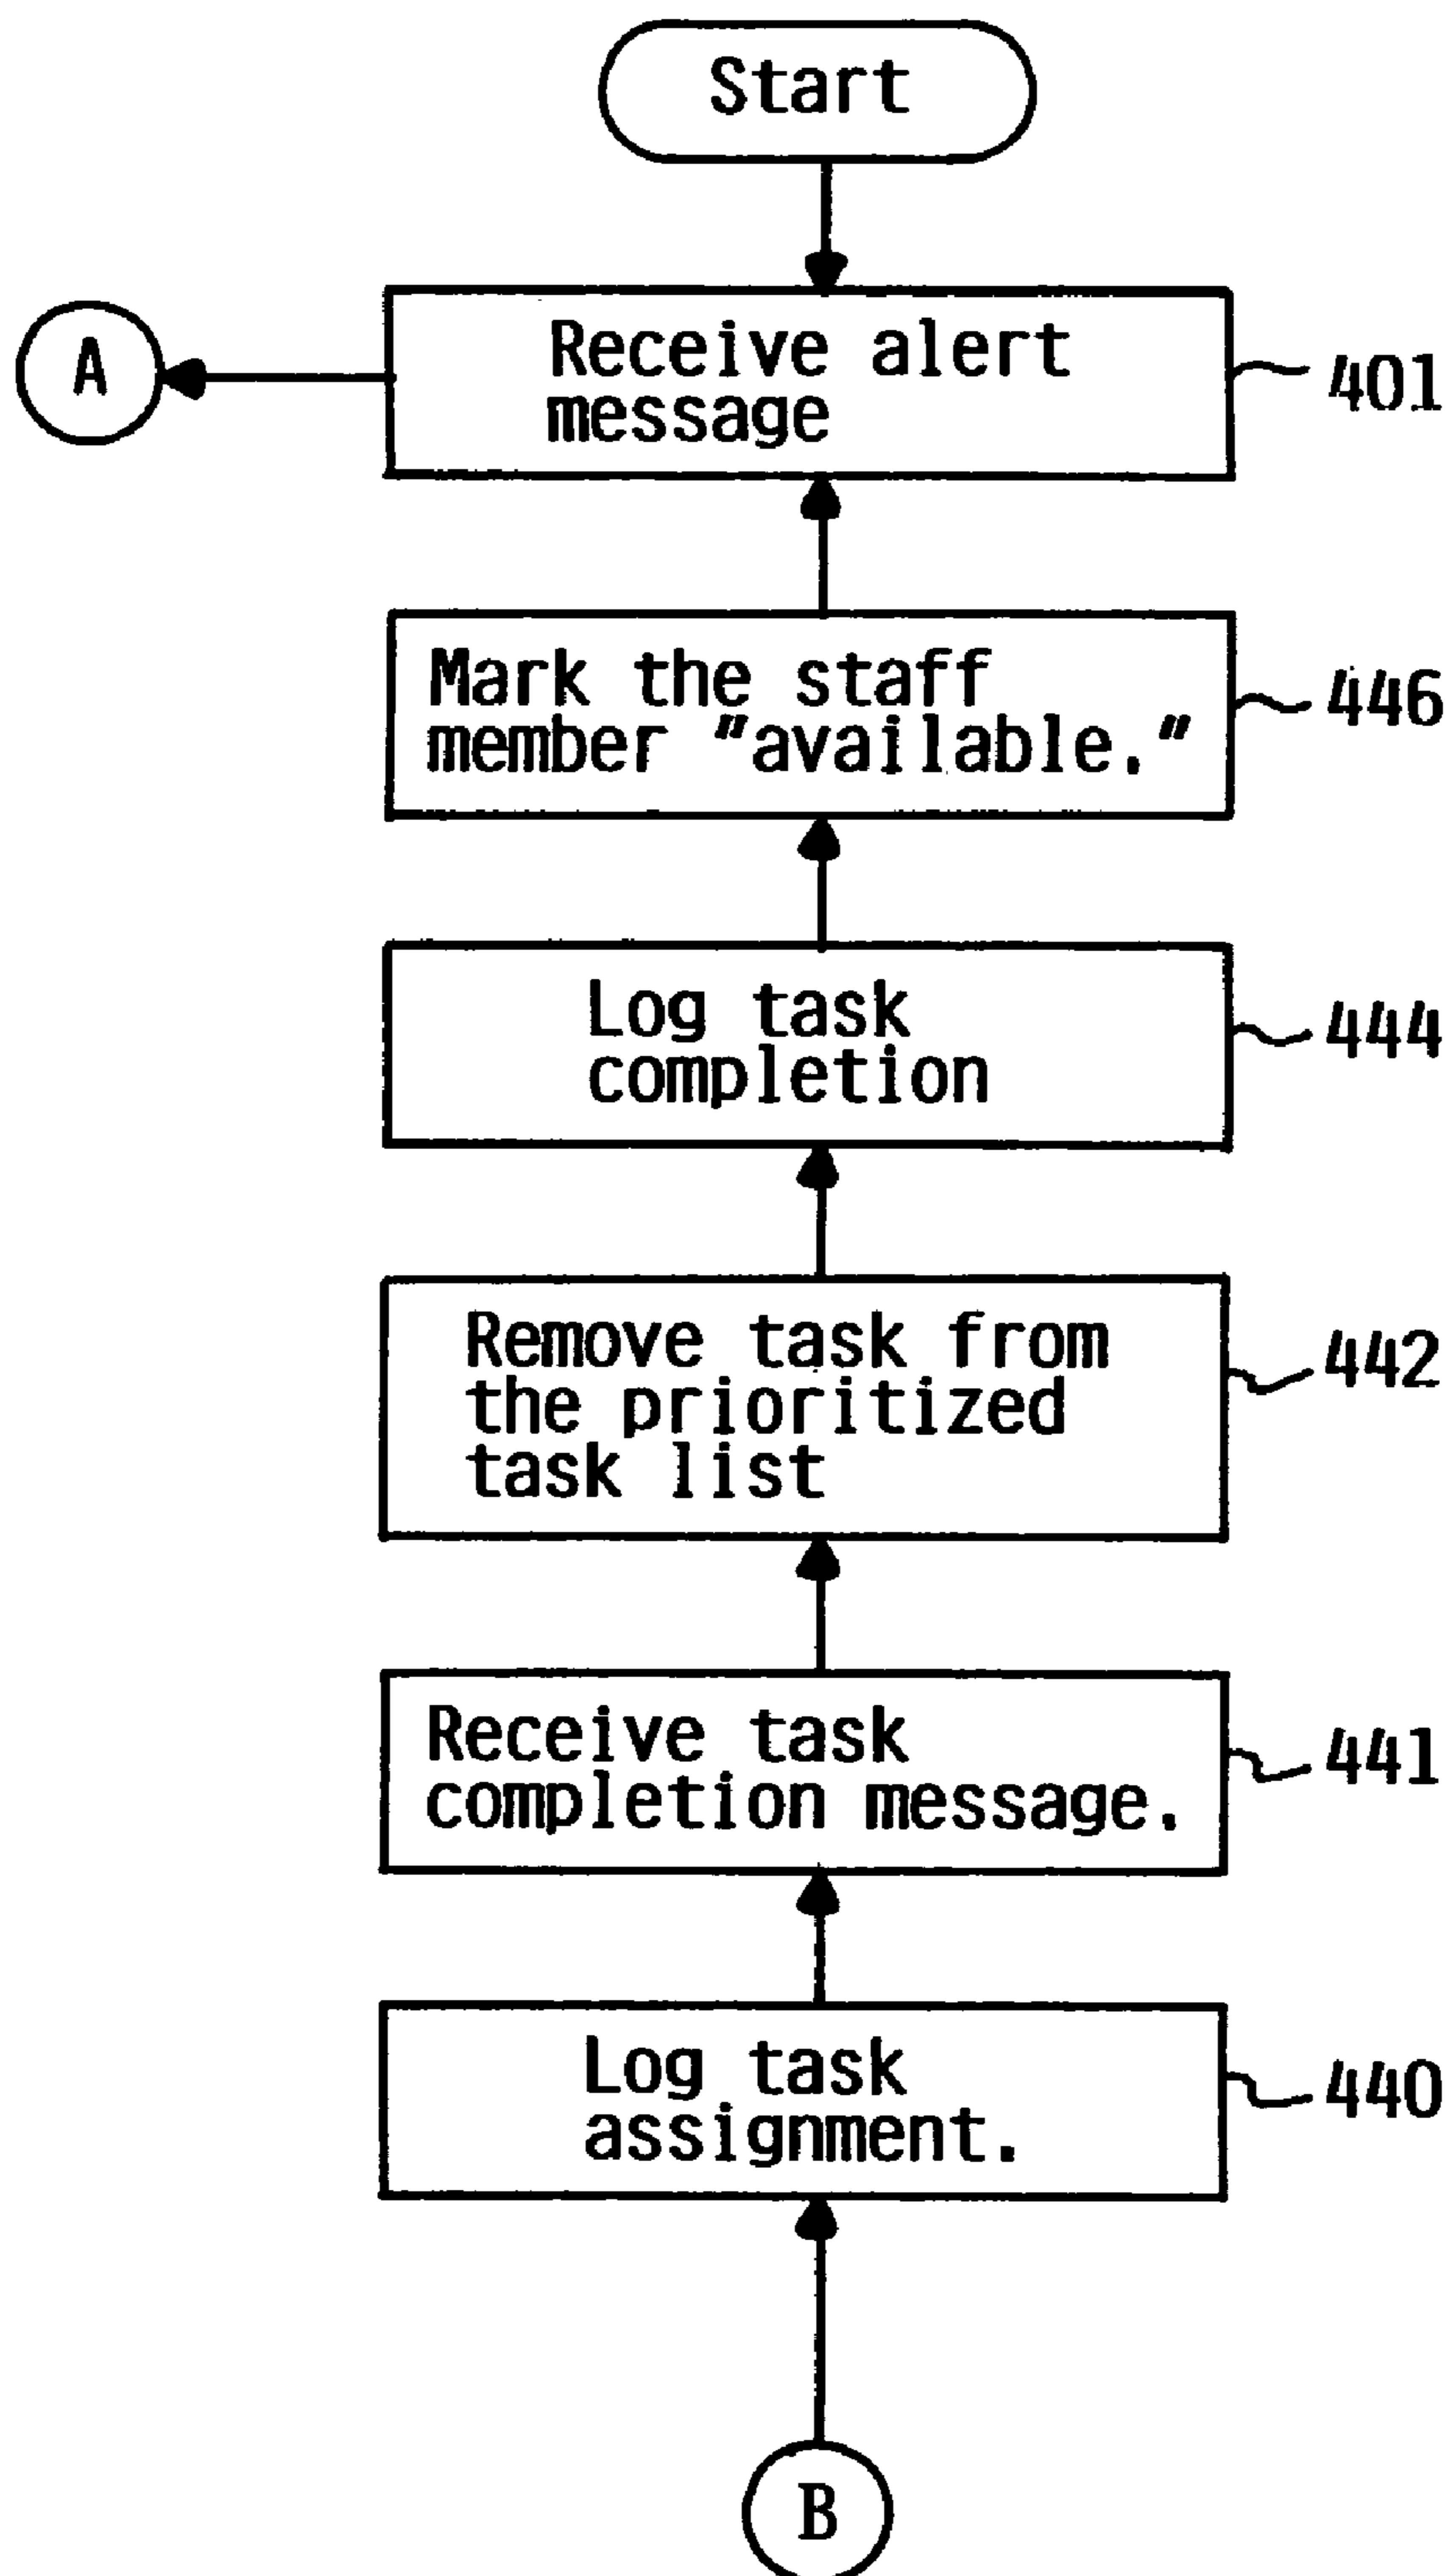 Start
A
Receive alert
message
401
Mark the staff
member "available."
446
Log task
completion
444
Remove task from
the prioritized
task list
442
Receive task
completion message.
441
Log task
assignment.
440
B